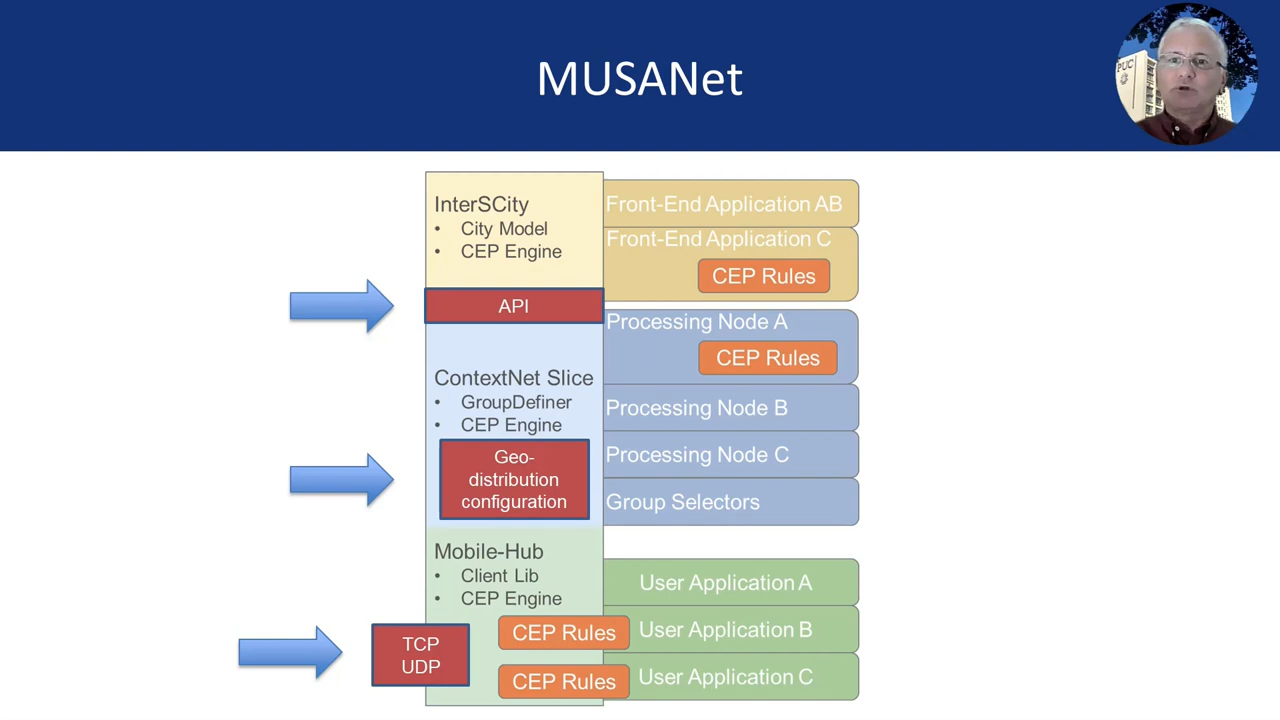 MUSANet
PUC
InterSCity
• City Model
• CEP Engine
API
ContextNet Slice
• GroupDefiner
• CEP Engine
Geo-
distribution
configuration
Mobile-Hub
• Client Lib
• CEP Engine
TCP
UDP
CEP Rules
CEP Rules
Front-End Application AB
Front-End Application C
CEP Rules
Processing Node A
CEP Rules
Processing Node B
Processing Node C
Group Selectors
User Application A
User Application B
User Application C